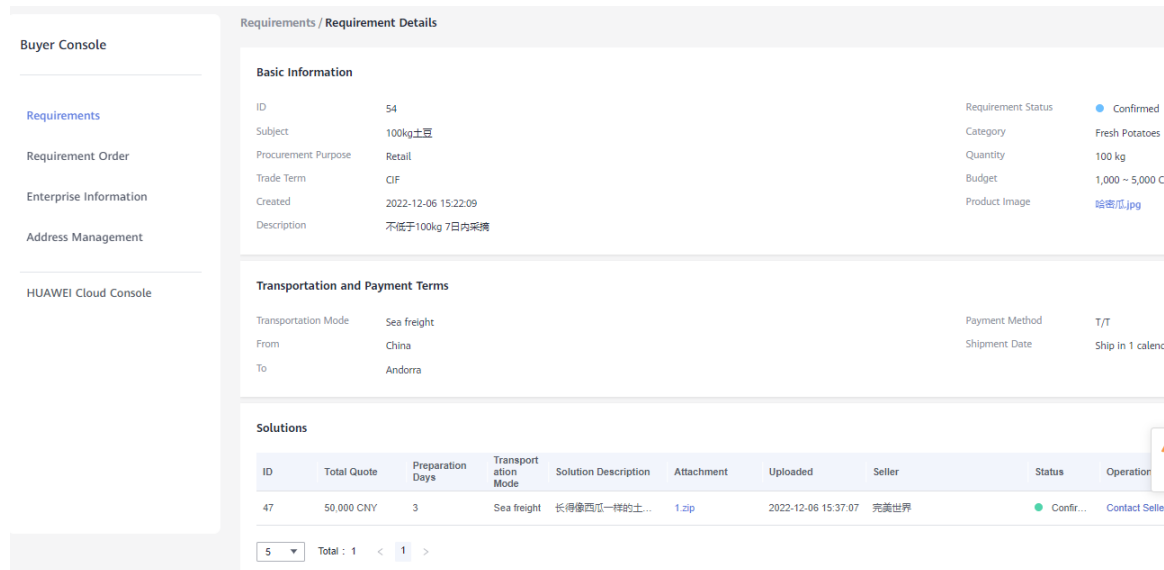 Requirements / Requirement Details
Buyer Console
Requirements
Requirement Order
Enterprise Information
Address Management
HUAWEI Cloud Console
Basic Information
ID 54 Requirement Status Confirmed
Subject 100kg土豆 Category Fresh Potatoes
Procurement Purpose Retail Quantity 100 kg
Trade Term CIF Budget 1,000 ~ 5,000 C
Created 2022-12-06 15:22:09 Product Image 哈密瓜.jpg
Description 不低于100kg 7日内采摘
Transportation and Payment Terms
Transportation Mode Sea freight Payment Method T/T
From China Shipment Date Ship in 1 calend
To Andorra
Solutions
ID Total Quote Preparation Days Transportation Mode Solution Description Attachment Uploaded Seller Status Operation
47 50,000 CNY 3 Sea freight 长得像西瓜一样的土... 1.zip 2022-12-06 15:37:07 完美世界 Confir... Contact Selle
5 Total : 1 < 1 >